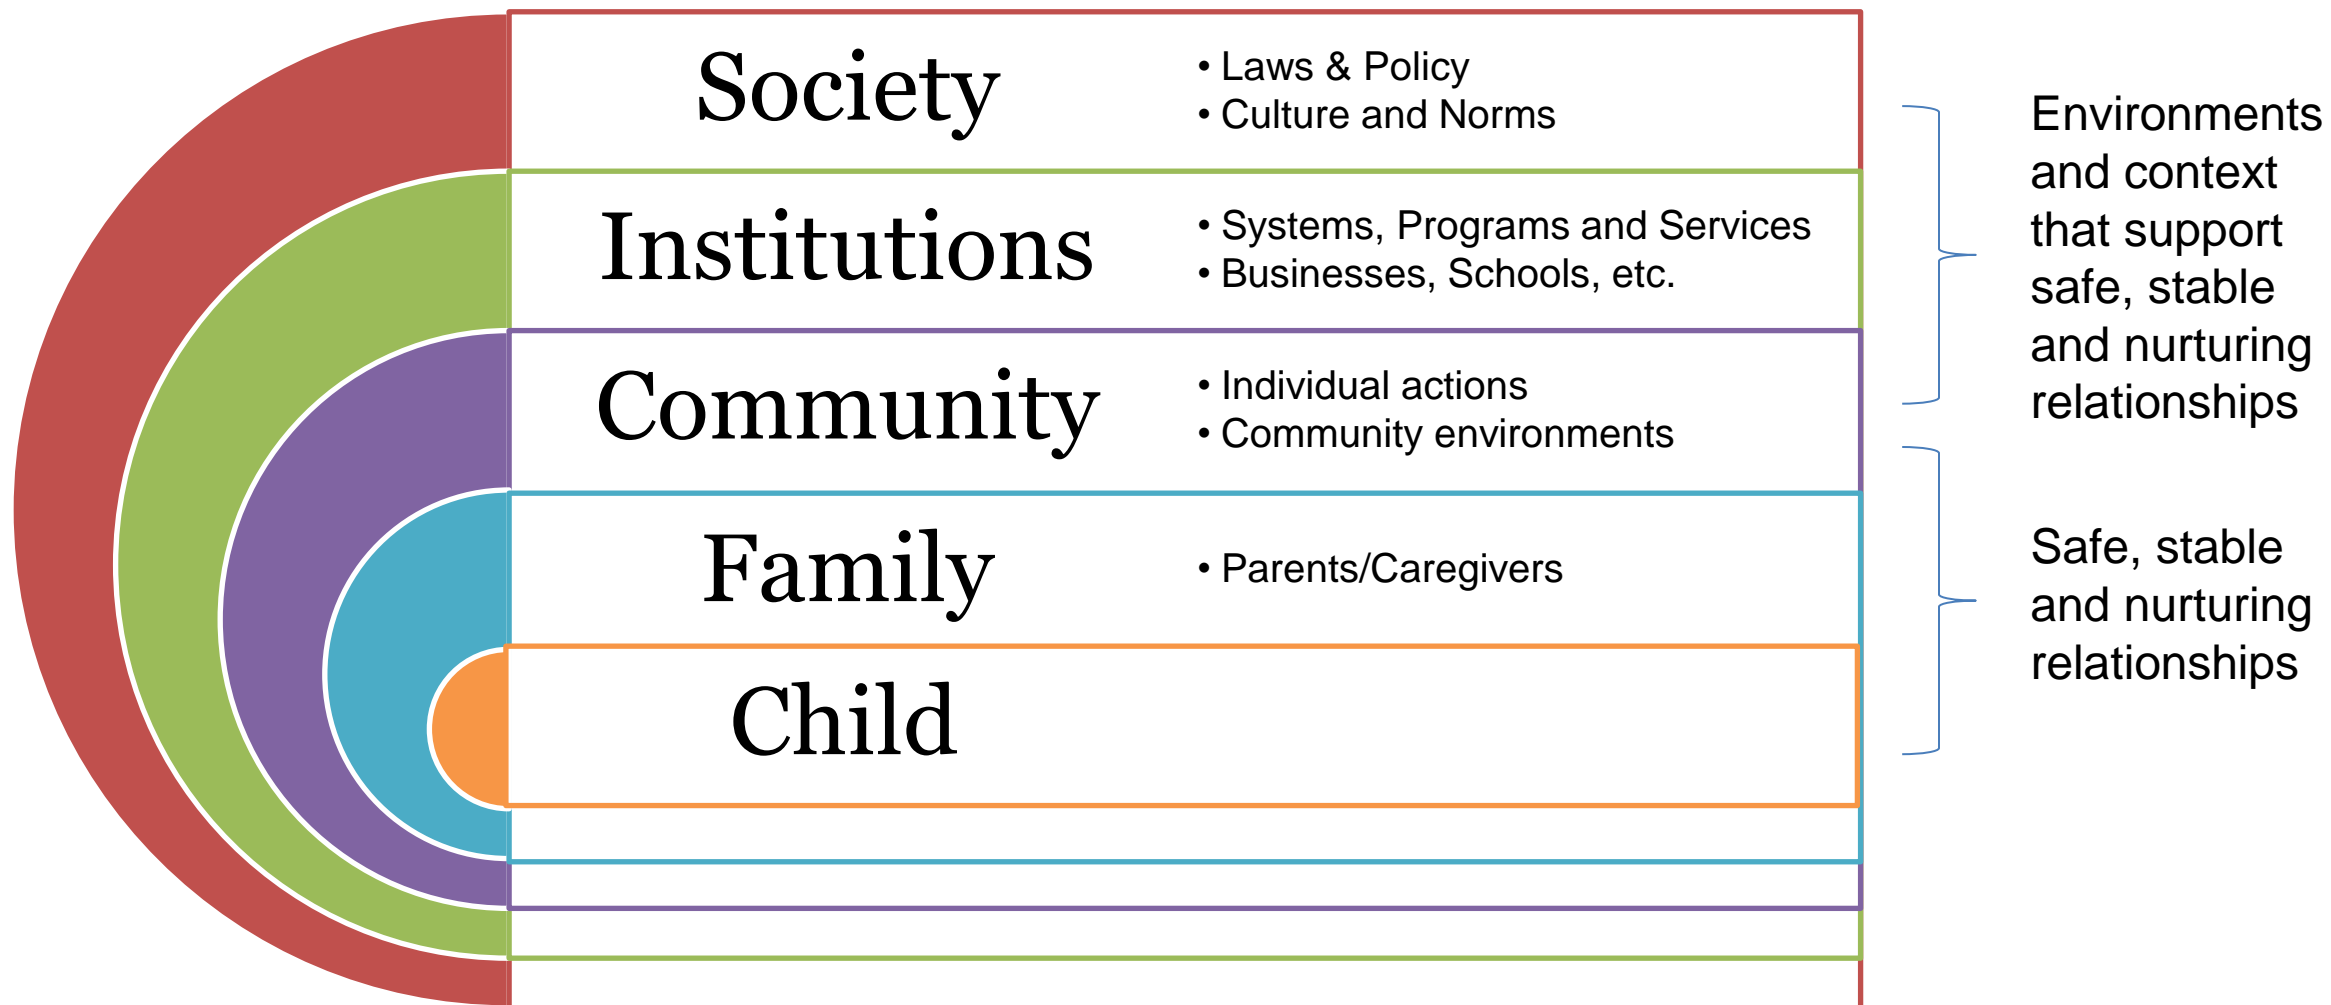 Society
• Laws & Policy
• Culture and Norms
Institutions
• Systems, Programs and Services
• Businesses, Schools, etc.
Community
• Individual actions
• Community environments
Family
• Parents/Caregivers
Child
Environments
and context
that support
safe, stable
and nurturing
relationships
Safe, stable
and nurturing
relationships